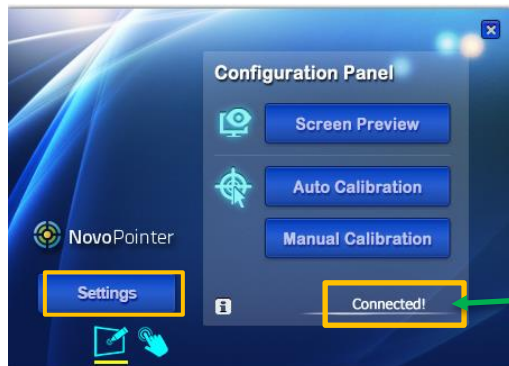 Configuration Panel
Screen Preview
Auto Calibration
NovoPointer
Manual Calibration
Settings
Connected!